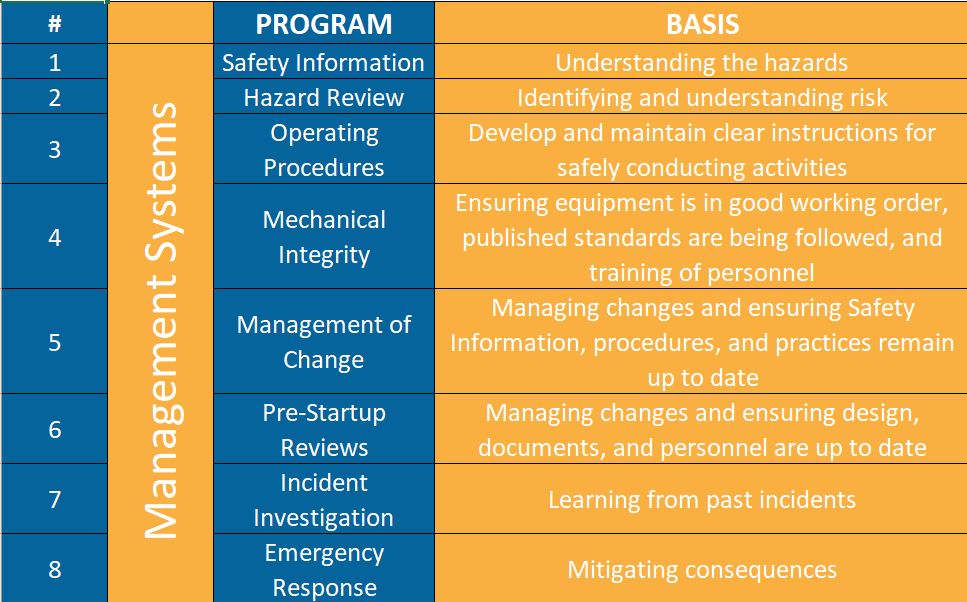 # PROGRAM BASIS
Management Systems
1 Safety Information Understanding the hazards
2 Hazard Review Identifying and understanding risk
3 Operating
Procedures
Develop and maintain clear instructions for
safely conducting activities
4 Mechanical
Integrity
Ensuring equipment is in good working order,
published standards are being followed, and
training of personnel
5 Management of
Change
Managing changes and ensuring Safety
Information, procedures, and practices remain
up to date
6 Pre-Startup
Reviews
Managing changes and ensuring design,
documents, and personnel are up to date
7 Incident
Investigation
Learning from past incidents
8 Emergency
Response
Mitigating consequences